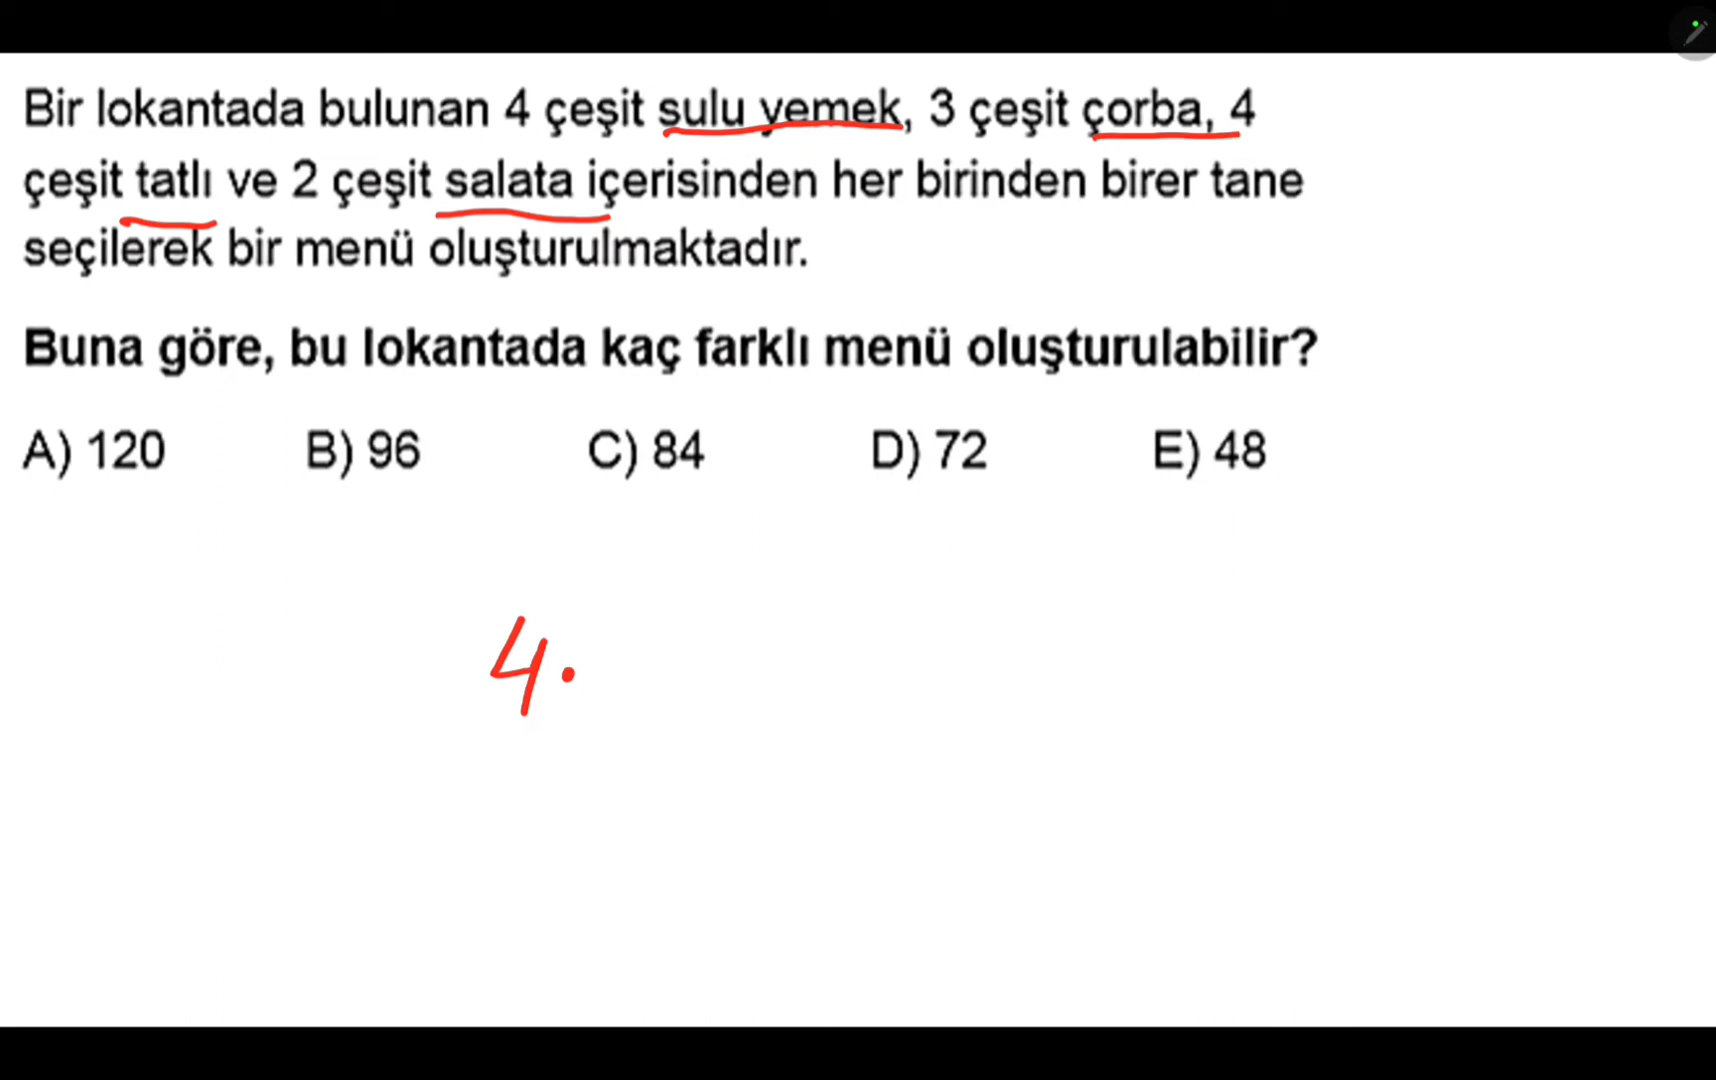 Bir lokantada bulunan 4 çeşit sulu yemek, 3 çeşit çorba, 4
çeşit tatlı ve 2 çeşit salata içerisinden her birinden birer tane
seçilerek bir menü oluşturulmaktadır.
Buna göre, bu lokantada kaç farklı menü oluşturulabilir?
A) 120 B) 96 C) 84 D) 72 E) 48
4.